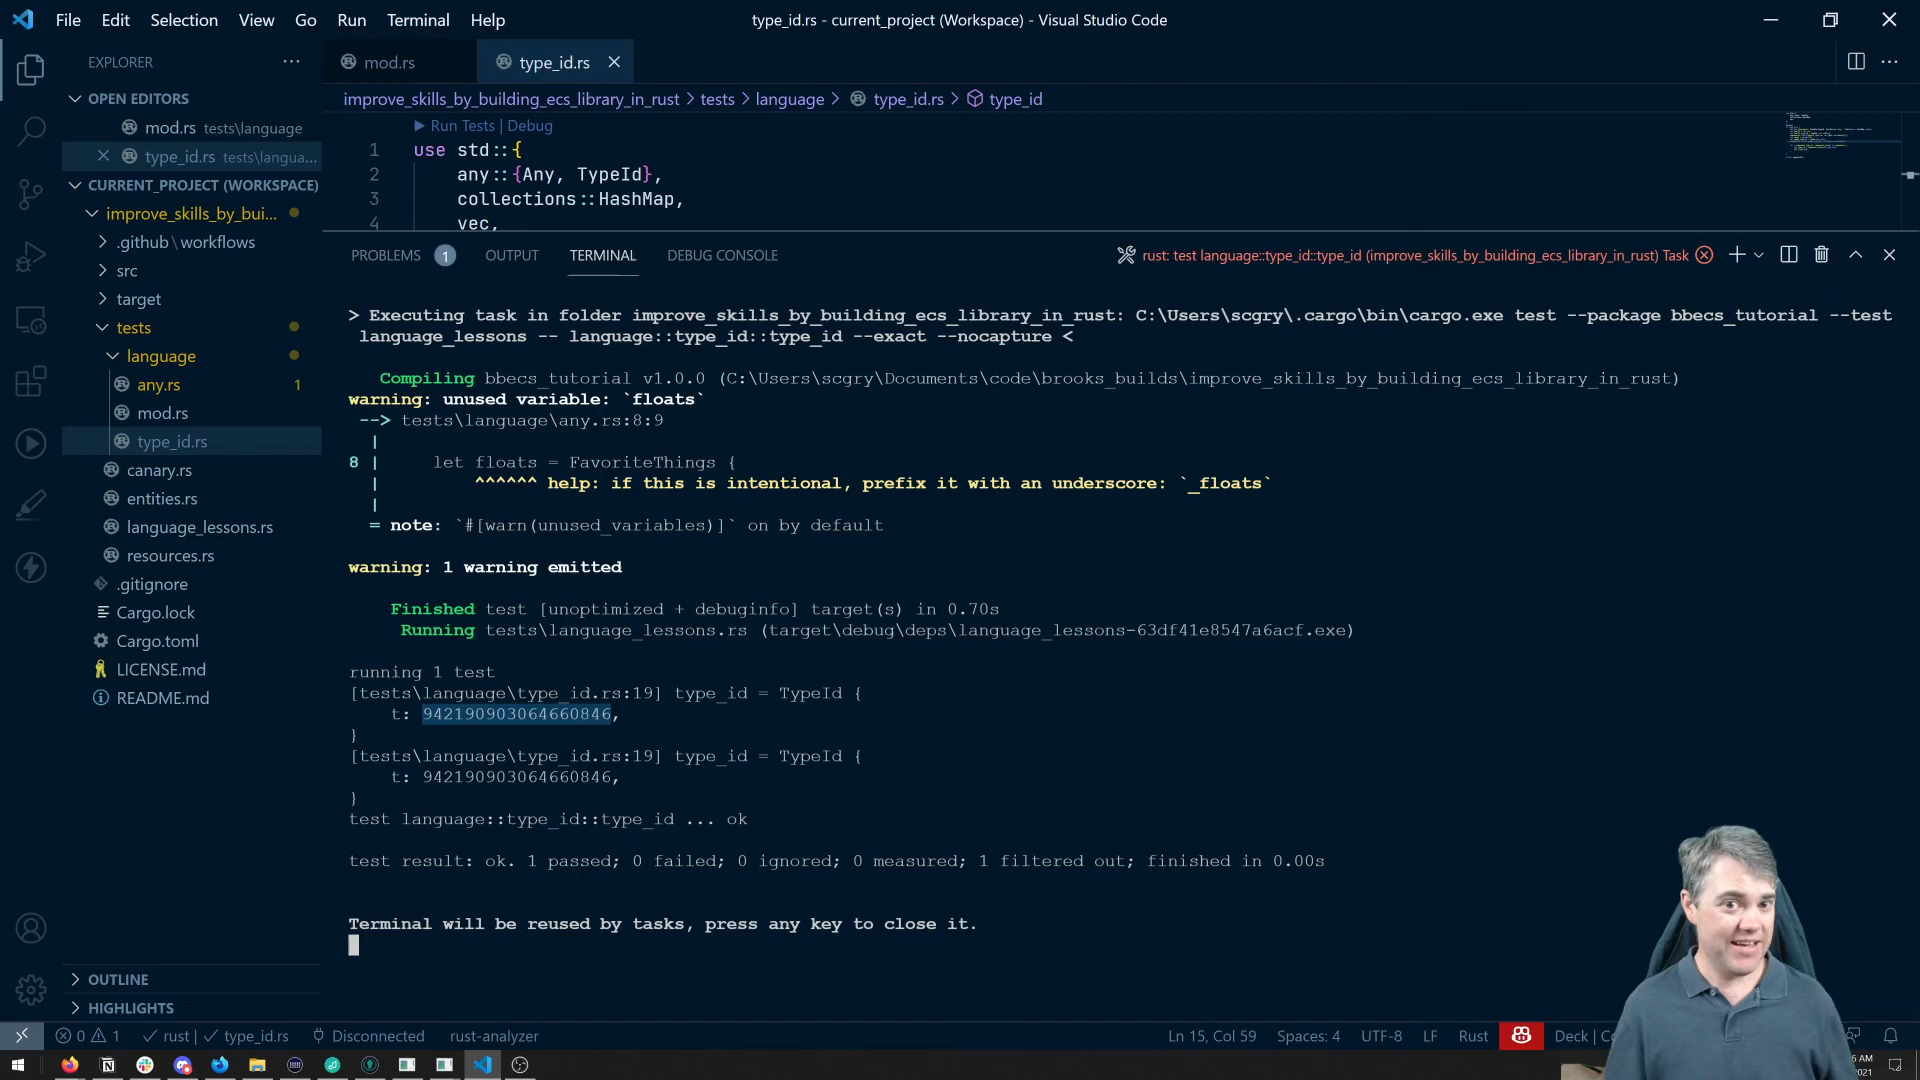 File Edit Selection View Go Run Terminal Help
type_id.rs - current_project (Workspace) - Visual Studio Code
EXPLORER
mod.rs
type_id.rs
OPEN EDITORS
mod.rs tests\language
type_id.rs tests\langua...
CURRENT_PROJECT (WORKSPACE)
improve_skills_by_bui...
.github\workflows
src
target
tests
language
any.rs 1
mod.rs
type_id.rs
canary.rs
entities.rs
language_lessons.rs
resources.rs
.gitignore
Cargo.lock
Cargo.toml
LICENSE.md
README.md
OUTLINE
HIGHLIGHTS
improve_skills_by_building_ecs_library_in_rust > tests > language > type_id.rs > type_id
Run Tests | Debug
1 use std::{
2 any::{Any, TypeId},
3 collections::HashMap,
4 vec,
PROBLEMS 1 OUTPUT TERMINAL DEBUG CONSOLE
rust: test language::type_id::type_id (improve_skills_by_building_ecs_library_in_rust) Task
> Executing task in folder improve_skills_by_building_ecs_library_in_rust: C:\Users\scgry\.cargo\bin\cargo.exe test --package bbecs_tutorial --test
language_lessons -- language::type_id::type_id --exact --nocapture <
Compiling bbecs_tutorial v1.0.0 (C:\Users\scgry\Documents\code\brooks_builds\improve_skills_by_building_ecs_library_in_rust)
warning: unused variable: `floats`
--> tests\language\any.rs:8:9
|
8 | let floats = FavoriteThings {
| ^^^^^^ help: if this is intentional, prefix it with an underscore: `_floats`
|
= note: `#[warn(unused_variables)]` on by default
warning: 1 warning emitted
Finished test [unoptimized + debuginfo] target(s) in 0.70s
Running tests\language_lessons.rs (target\debug\deps\language_lessons-63df41e8547a6acf.exe)
running 1 test
[tests\language\type_id.rs:19] type_id = TypeId {
t: 942190903064660846,
}
[tests\language\type_id.rs:19] type_id = TypeId {
t: 942190903064660846,
}
test language::type_id::type_id ... ok
test result: ok. 1 passed; 0 failed; 0 ignored; 0 measured; 1 filtered out; finished in 0.00s
Terminal will be reused by tasks, press any key to close it.
0 1 rust | type_id.rs Disconnected rust-analyzer
Ln 15, Col 59 Spaces: 4 UTF-8 LF Rust Deck
AM
2021